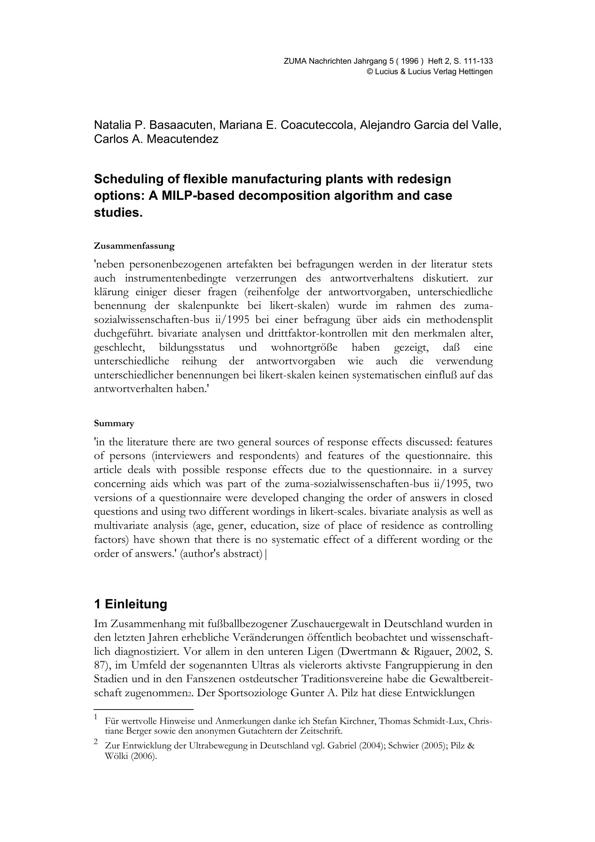 ZUMA Nachrichten Jahrgang 5 ( 1996 ) Heft 2, S. 111-133
© Lucius & Lucius Verlag Hettingen
Natalia P. Basaacuten, Mariana E. Coacuteccola, Alejandro Garcia del Valle,
Carlos A. Meacutendez
Scheduling of flexible manufacturing plants with redesign
options: A MILP-based decomposition algorithm and case
studies.
Zusammenfassung
'neben personenbezogenen artefakten bei befragungen werden in der literatur stets
auch instrumentenbedingte verzerrungen des antwortverhaltens diskutiert. zur
klärung einiger dieser fragen (reihenfolge der antwortvorgaben, unterschiedliche
benennung der skalenpunkte bei likert-skalen) wurde im rahmen des zuma-
sozialwissenschaften-bus ii/1995 bei einer befragung über aids ein methodensplit
duchgeführt. bivariate analysen und drittfaktor-kontrollen mit den merkmalen alter,
geschlecht, bildungsstatus und wohnortgröße haben gezeigt, daß eine
unterschiedliche reihung der antwortvorgaben wie auch die verwendung
unterschiedlicher benennungen bei likert-skalen keinen systematischen einfluß auf das
antwortverhalten haben.'
Summary
'in the literature there are two general sources of response effects discussed: features
of persons (interviewers and respondents) and features of the questionnaire. this
article deals with possible response effects due to the questionnaire. in a survey
concerning aids which was part of the zuma-sozialwissenschaften-bus ii/1995, two
versions of a questionnaire were developed changing the order of answers in closed
questions and using two different wordings in likert-scales. bivariate analysis as well as
multivariate analysis (age, gener, education, size of place of residence as controlling
factors) have shown that there is no systematic effect of a different wording or the
order of answers.' (author's abstract)|
1 Einleitung
Im Zusammenhang mit fußballbezogener Zuschauergewalt in Deutschland wurden in
den letzten Jahren erhebliche Veränderungen öffentlich beobachtet und wissenschaft-
lich diagnostiziert. Vor allem in den unteren Ligen (Dwertmann & Rigauer, 2002, S.
87), im Umfeld der sogenannten Ultras als vielerorts aktivste Fangruppierung in den
Stadien und in den Fanszenen ostdeutscher Traditionsvereine habe die Gewaltbereit-
schaft zugenommen2. Der Sportsoziologe Gunter A. Pilz hat diese Entwicklungen
1 Für wertvolle Hinweise und Anmerkungen danke ich Stefan Kirchner, Thomas Schmidt-Lux, Chris-
tiane Berger sowie den anonymen Gutachtern der Zeitschrift.
2 Zur Entwicklung der Ultrabewegung in Deutschland vgl. Gabriel (2004); Schwier (2005); Pilz &
Wölki (2006).